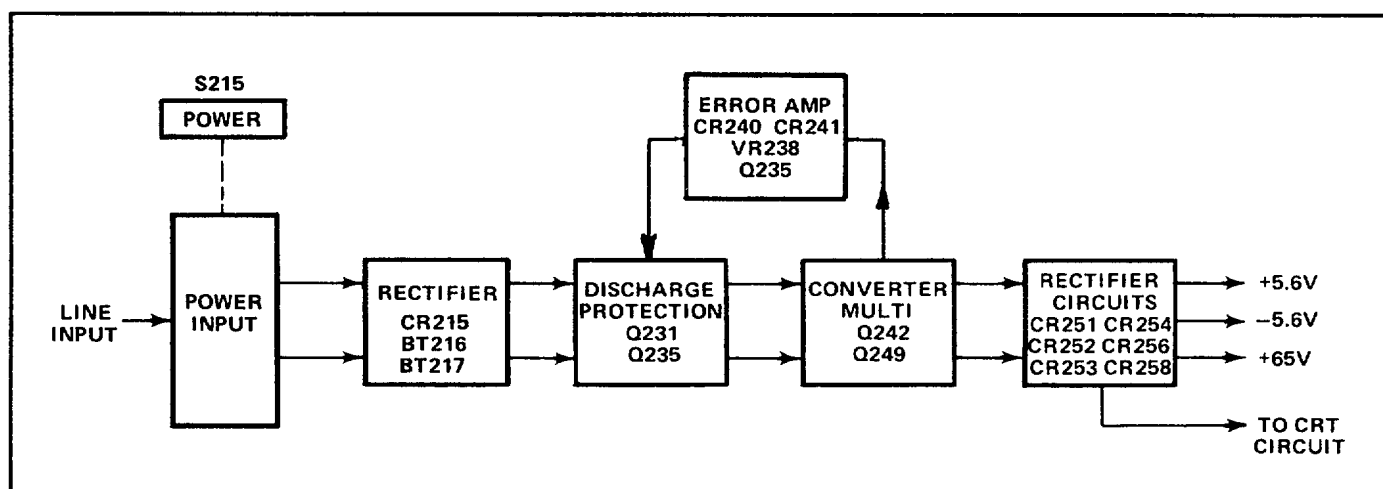 S215
POWER
LINE
INPUT
POWER
INPUT
RECTIFIER
CR215
BT216
BT217
DISCHARGE
PROTECTION
Q231
Q235
ERROR AMP
CR240 CR241
VR238
Q235
CONVERTER
MULTI
Q242
Q249
RECTIFIER
CIRCUITS
CR251 CR254
CR252 CR256
CR253 CR258
+5.6V
−5.6V
+65V
TO CRT
CIRCUIT